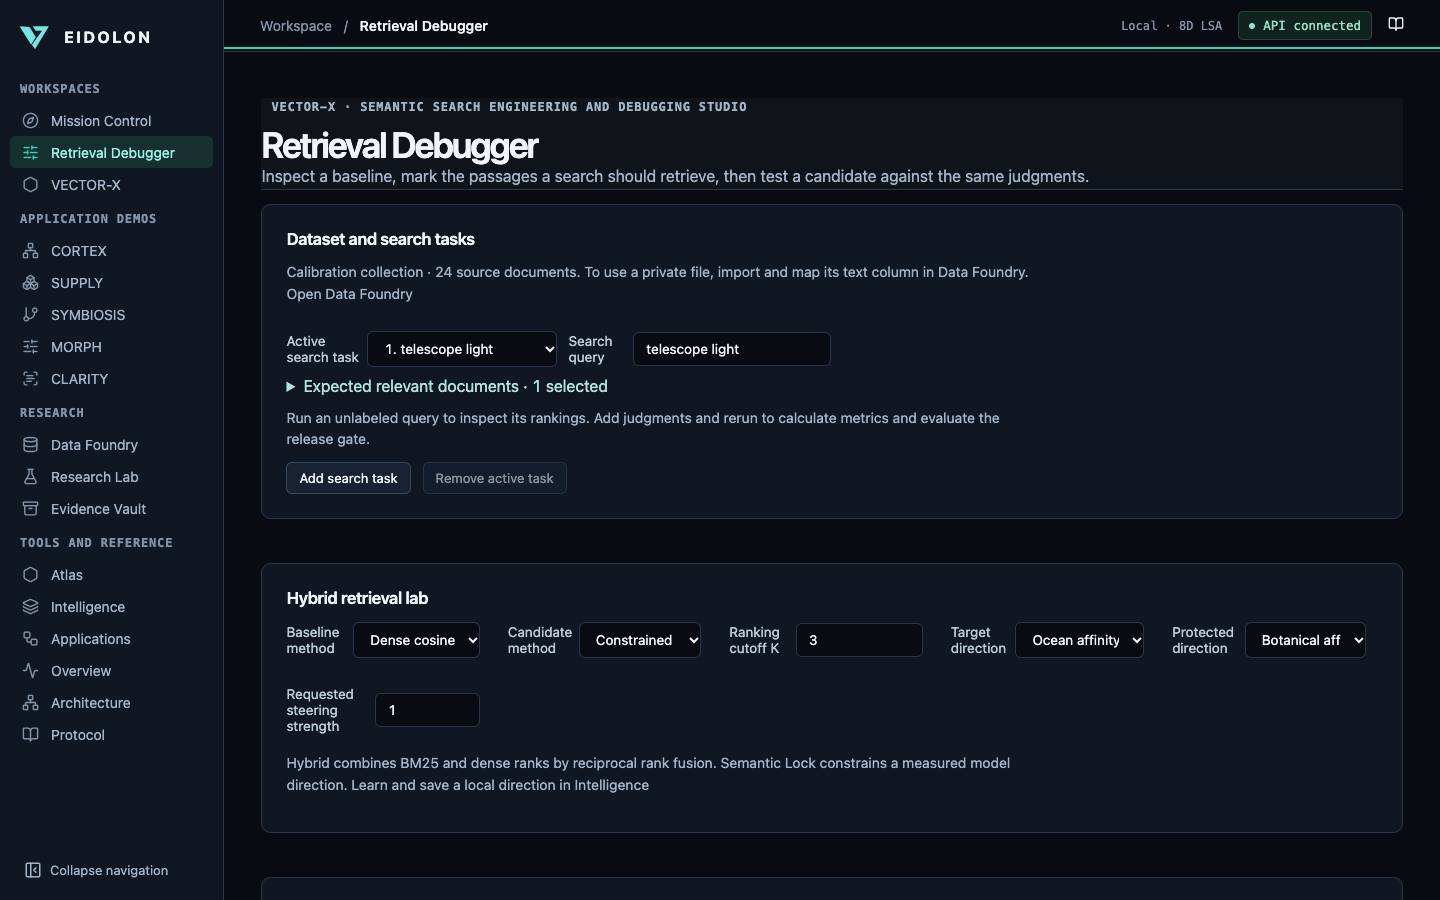 EIDOLON
WORKSPACES
Mission Control
Retrieval Debugger
VECTOR-X
APPLICATION DEMOS
CORTEX
SUPPLY
SYMBIOSIS
MORPH
CLARITY
RESEARCH
Data Foundry
Research Lab
Evidence Vault
TOOLS AND REFERENCE
Atlas
Intelligence
Applications
Overview
Architecture
Protocol
Collapse navigation
Workspace / Retrieval Debugger
Local · 8D LSA
● API connected
VECTOR-X · SEMANTIC SEARCH ENGINEERING AND DEBUGGING STUDIO
Retrieval Debugger
Inspect a baseline, mark the passages a search should retrieve, then test a candidate against the same judgments.
Dataset and search tasks
Calibration collection · 24 source documents. To use a private file, import and map its text column in Data Foundry.
Open Data Foundry
Active
search task
1. telescope light
Search
query
telescope light
▶ Expected relevant documents · 1 selected
Run an unlabeled query to inspect its rankings. Add judgments and rerun to calculate metrics and evaluate the
release gate.
Add search task
Remove active task
Hybrid retrieval lab
Baseline
method
Dense cosine
Candidate
method
Constrained
Ranking
cutoff K
3
Target
direction
Ocean affinity
Protected
direction
Botanical aff
Requested
steering
strength
1
Hybrid combines BM25 and dense ranks by reciprocal rank fusion. Semantic Lock constrains a measured model
direction. Learn and save a local direction in Intelligence